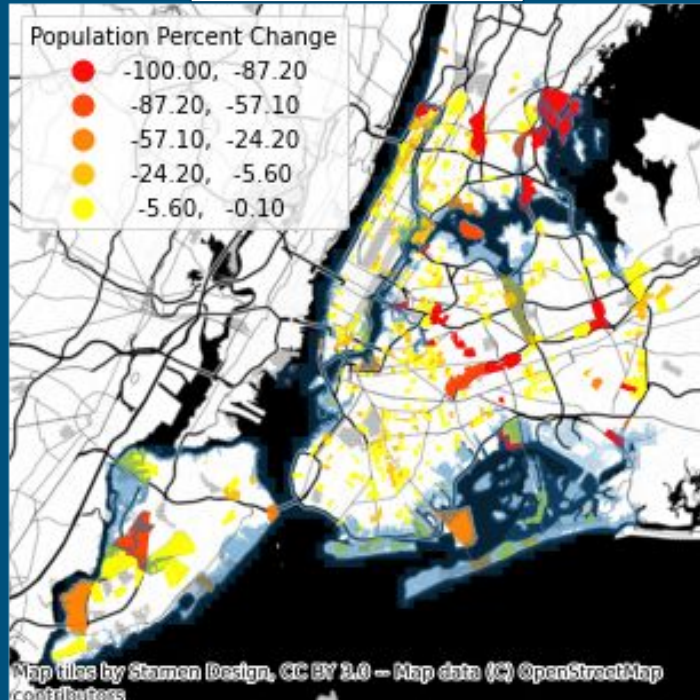 Population Percent Change
-100.00, -87.20
-87.20, -57.10
-57.10, -24.20
-24.20, -5.60
-5.60, -0.10
Map tiles by Stamen Design, CC BY 3.0 -- Map data (C) OpenStreetMap
contributors